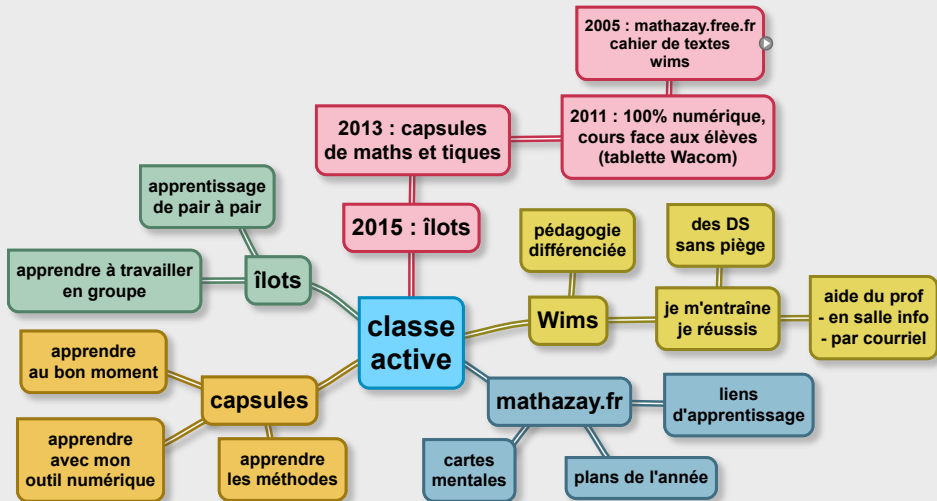 2005 : mathazay.free.fr
cahier de textes
wims
2011 : 100% numérique,
cours face aux élèves
(tablette Wacom)
2013 : capsules
de maths et tiques
2015 : îlots
classe
active
îlots
apprentissage
de pair à pair
apprendre à travailler
en groupe
capsules
apprendre
au bon moment
apprendre
avec mon
outil numérique
apprendre
les méthodes
Wims
pédagogie
différenciée
je m'entraîne
je réussis
des DS
sans piège
aide du prof
- en salle info
- par courriel
mathazay.fr
liens
d'apprentissage
cartes
mentales
plans de l'année